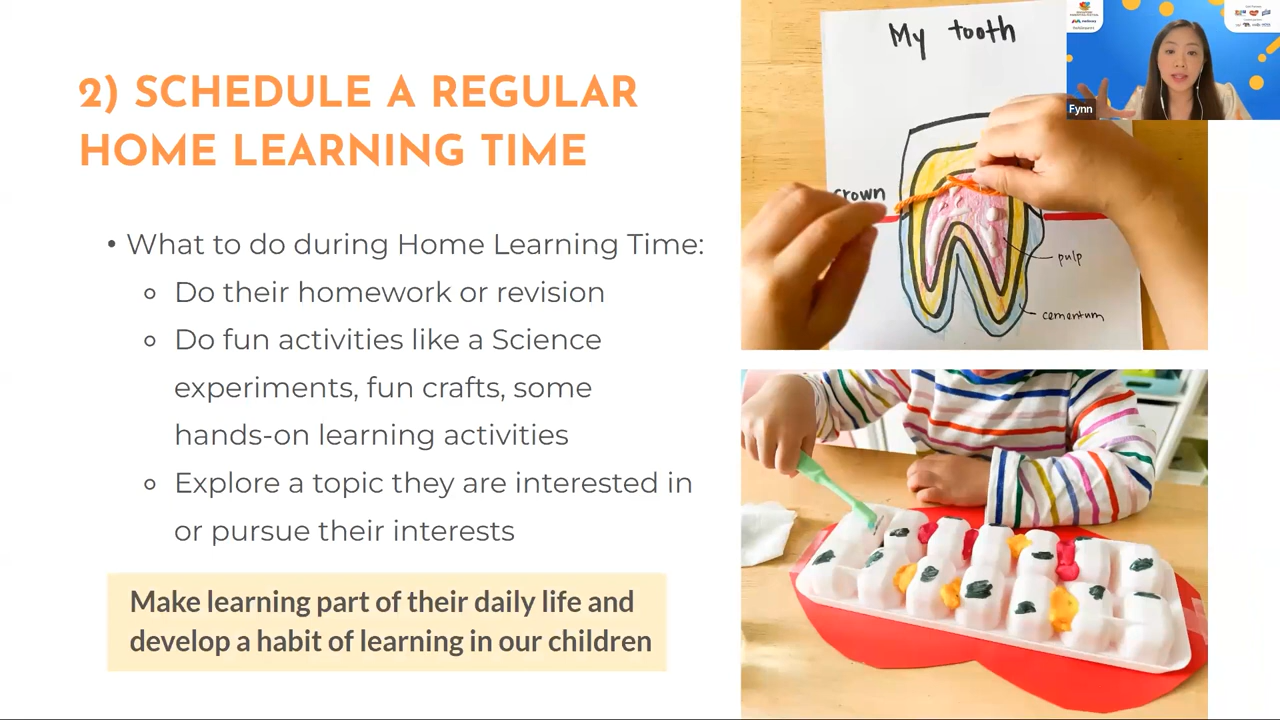 2) SCHEDULE A REGULAR
HOME LEARNING TIME
• What to do during Home Learning Time:
Do their homework or revision
Do fun activities like a Science
experiments, fun crafts, some
hands-on learning activities
Explore a topic they are interested in
or pursue their interests
Make learning part of their daily life and
develop a habit of learning in our children
My tooth
crown
pulp
cementum
Fynn